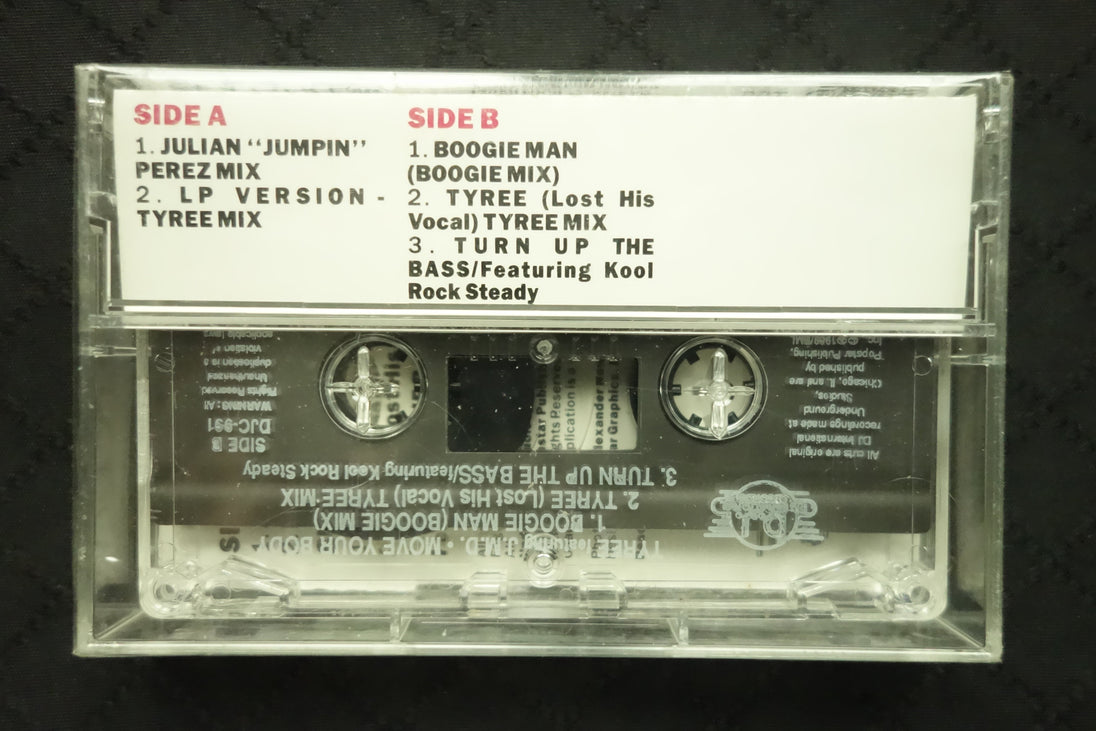 SIDE A
1. JULIAN “JUMPIN”
PEREZ MIX
2. LP VERSION -
TYREE MIX
SIDE B
1. BOOGIE MAN
(BOOGIE MIX)
2. TYREE (Lost His
Vocal) TYREE MIX
3. TURN UP THE
BASS/Featuring Kool
Rock Steady
TYREE featuring J.M.D. • MOVE YOUR BODY
1. BOOGIE MAN (BOOGIE MIX)
2. TYREE (Lost His Vocal) TYREE MIX
3. TURN UP THE BASS/featuring Kool Rock Steady
All cuts are original
DJ International
recordings made at
Underground
Studios,
Chicago, Il. and are
published by
Popstar Publishing,
SIDE B
DJC-991
WARNING: All
Rights Reserved
Unauthorized
duplication is a
violation of
applicable laws